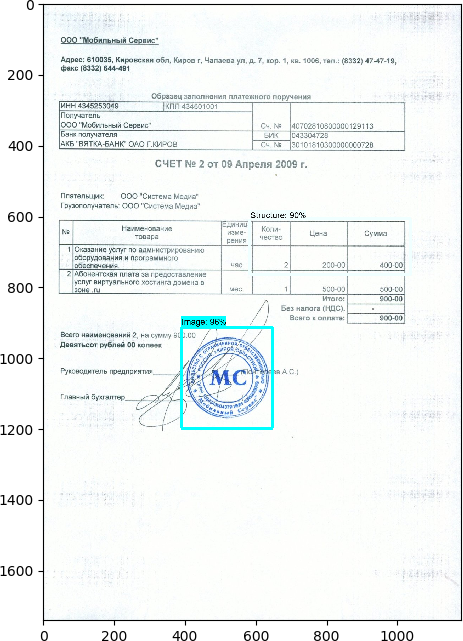 0
200
400
600
800
1000
1200
1400
1600
0
200
400
600
800
1000
ООО "Мобильный Сервис"
Адрес: 610035, Кировская обл, Киров г, Чапаева ул, д. 7, кор. 1, кв. 1006, тел.: (8332) 47-47-19,
факс (8332) 644-491
Образец заполнения платежного поручения
ИНН 4345253049 КПП 434501001
Получатель
ООО "Мобильный Сервис" Сч. № 40702810800000129113
Банк получателя БИК 043304728
АКБ "ВЯТКА-БАНК" ОАО Г.КИРОВ Сч. № 30101810300000000728
СЧЕТ № 2 от 09 Апреля 2009 г.
Плательщик: ООО "Система Медиа"
Грузополучатель: ООО "Система Медиа"
Structure: 90%
№ Наименование товара Единица изме-рения Коли-чество Цена Сумма
1 Оказание услуг по администрированию
оборудования и программного
обеспечения. час 2 200-00 400-00
2 Абонентская плата за предоставление
услуг виртуального хостинга домена в
зоне .ru мес 1 500-00 500-00
Итого: 900-00
Без налога (НДС). -
Всего к оплате: 900-00
Image: 96%
Всего наименований 2, на сумму 900.00
Девятьсот рублей 00 копеек
Руководитель предприятия А.С.)
Главный бухгалтер
МС